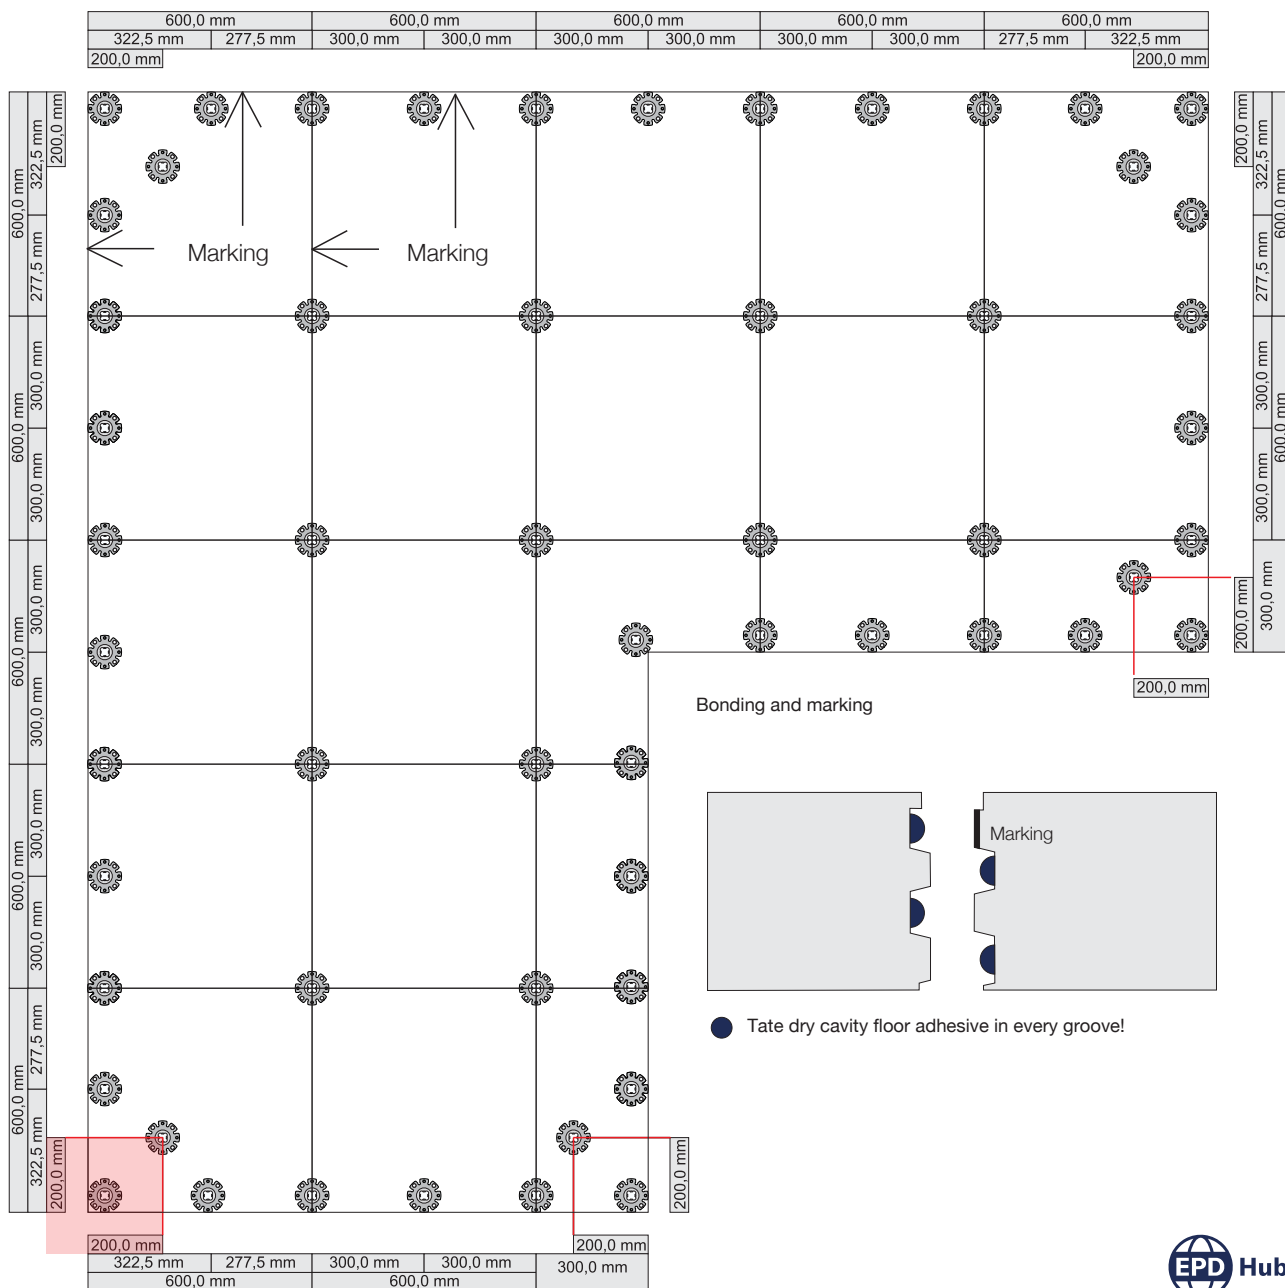 600,0 mm 600,0 mm 600,0 mm 600,0 mm 600,0 mm
322,5 mm 277,5 mm 300,0 mm 300,0 mm 300,0 mm 300,0 mm 300,0 mm 300,0 mm 277,5 mm 322,5 mm
200,0 mm 200,0 mm
600,0 mm
600,0 mm
600,0 mm
600,0 mm
600,0 mm
322,5 mm
277,5 mm
300,0 mm
300,0 mm
300,0 mm
300,0 mm
300,0 mm
300,0 mm
277,5 mm
322,5 mm
200,0 mm
200,0 mm
Marking
Marking
200,0 mm
200,0 mm
322,5 mm
277,5 mm
300,0 mm
300,0 mm
300,0 mm
600,0 mm
600,0 mm
200,0 mm
Bonding and marking
Marking
Tate dry cavity floor adhesive in every groove!
200,0 mm
200,0 mm 200,0 mm
322,5 mm 277,5 mm 300,0 mm 300,0 mm 300,0 mm
600,0 mm 600,0 mm
EPD Hub